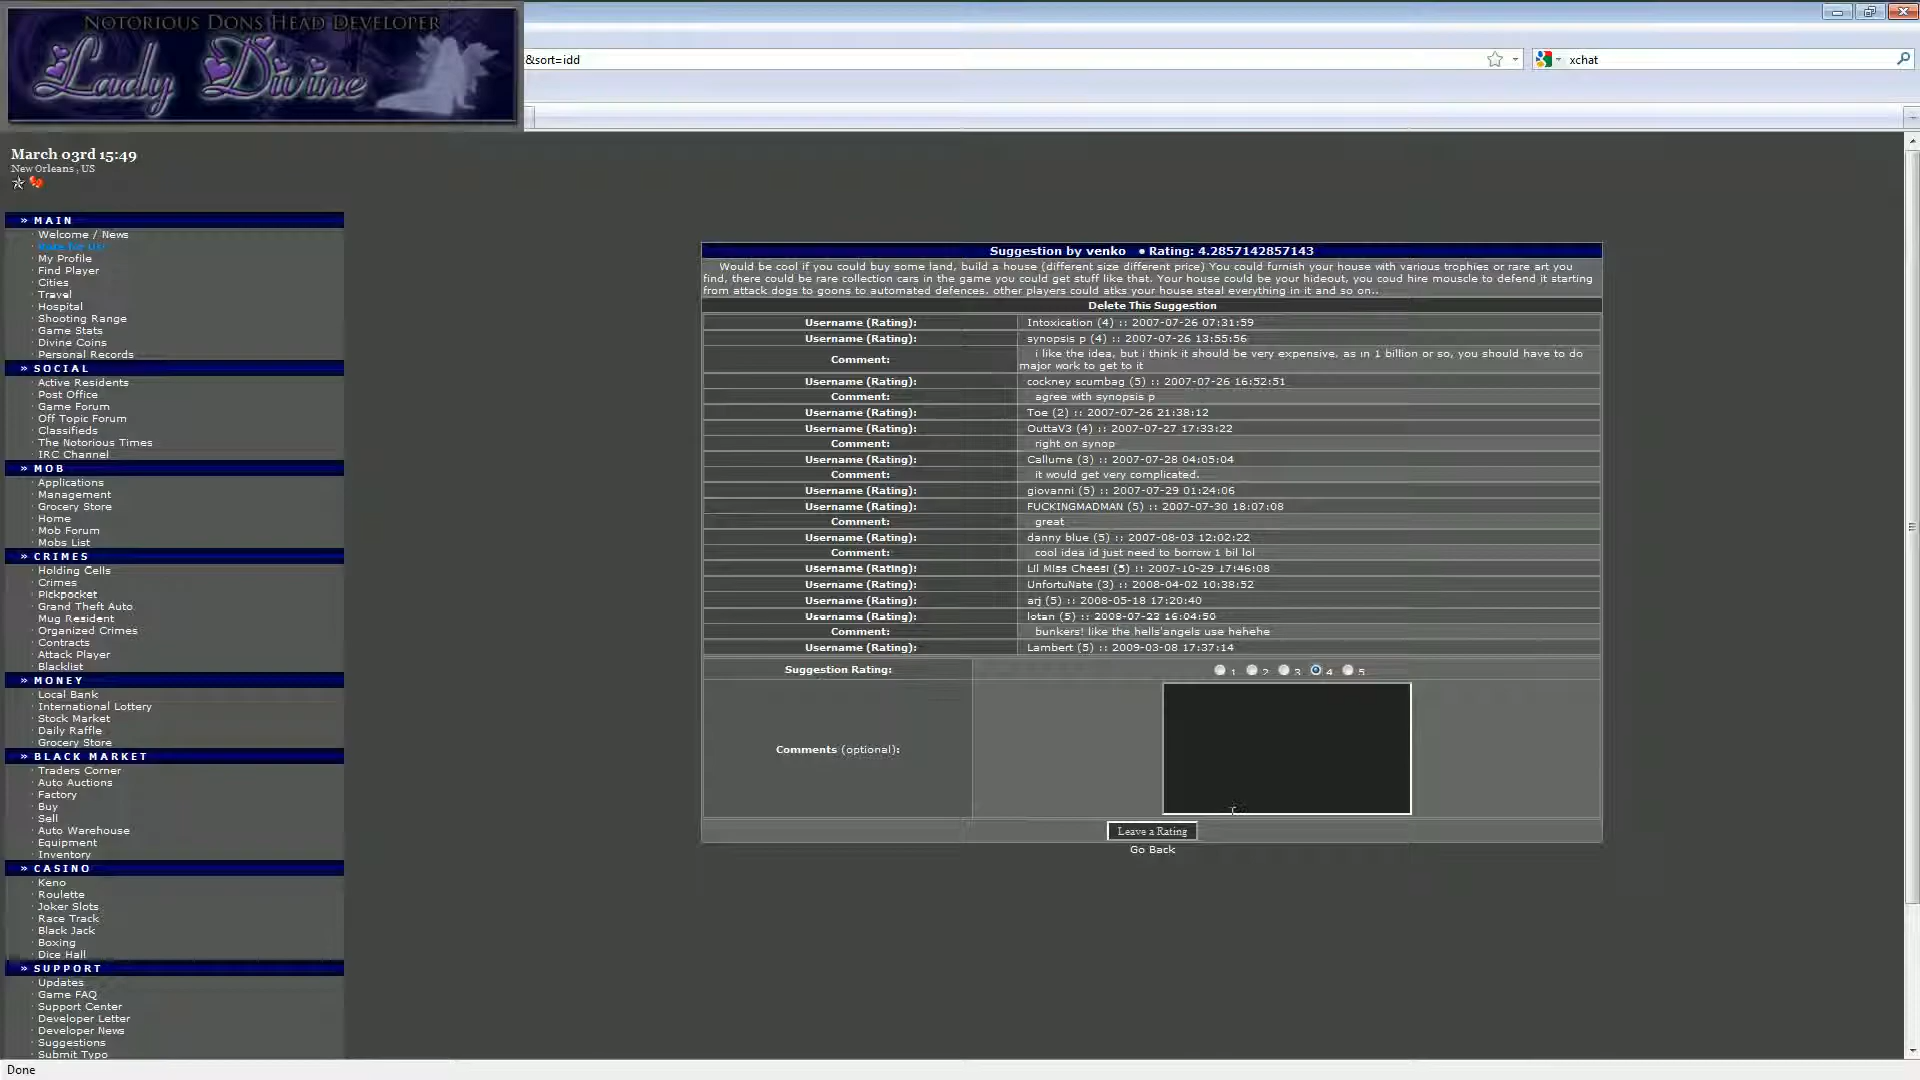 NOTORIOUS DONS HEAD DEVELOPER
Lady Divine
&sort=idd
xchat
March 03rd 15:49
New Orleans , US
» MAIN
Welcome / News
Vote for Us!
My Profile
Find Player
Cities
Travel
Hospital
Shooting Range
Game Stats
Divine Coins
Personal Records
» SOCIAL
Active Residents
Post Office
Game Forum
Off Topic Forum
Classifieds
The Notorious Times
IRC Channel
» MOB
Applications
Management
Grocery Store
Home
Mob Forum
Mobs List
» CRIMES
Holding Cells
Crimes
Pickpocket
Grand Theft Auto
Mug Resident
Organized Crimes
Contracts
Attack Player
Blacklist
» MONEY
Local Bank
International Lottery
Stock Market
Daily Raffle
Grocery Store
» BLACK MARKET
Traders Corner
Auto Auctions
Factory
Buy
Sell
Auto Warehouse
Equipment
Inventory
» CASINO
Keno
Roulette
Joker Slots
Race Track
Black Jack
Boxing
Dice Hall
» SUPPORT
Updates
Game FAQ
Support Center
Developer Letter
Developer News
Suggestions
Submit Typo
Suggestion by venko • Rating: 4.2857142857143
Would be cool if you could buy some land, build a house (different size different price) You could furnish your house with various trophies or rare art you
find, there could be rare collection cars in the game you could get stuff like that. Your house could be your hideout, you coud hire mouscle to defend it starting
from attack dogs to goons to automated defences. other players could atks your house steal everything in it and so on..
Delete This Suggestion
Username (Rating): Intoxication (4) :: 2007-07-26 07:31:59
Username (Rating): synopsis p (4) :: 2007-07-26 13:55:56
Comment: i like the idea, but i think it should be very expensive, as in 1 billion or so, you should have to do
major work to get to it
Username (Rating): cockney scumbag (5) :: 2007-07-26 16:52:51
Comment: agree with synopsis p
Username (Rating): Toe (2) :: 2007-07-26 21:38:12
Username (Rating): OuttaV3 (4) :: 2007-07-27 17:33:22
Comment: right on synop
Username (Rating): Callume (3) :: 2007-07-28 04:05:04
Comment: it would get very complicated.
Username (Rating): giovanni (5) :: 2007-07-29 01:24:06
Username (Rating): FUCKINGMADMAN (5) :: 2007-07-30 18:07:08
Comment: great
Username (Rating): danny blue (5) :: 2007-08-03 12:02:22
Comment: cool idea id just need to borrow 1 bil lol
Username (Rating): Lil Miss Cheesi (5) :: 2007-10-29 17:46:08
Username (Rating): UnfortuNate (3) :: 2008-04-02 10:38:52
Username (Rating): arj (5) :: 2008-05-18 17:20:40
Username (Rating): lotan (5) :: 2008-07-23 16:04:50
Comment: bunkers! like the hells'angels use hehehe
Username (Rating): Lambert (5) :: 2009-03-08 17:37:14
Suggestion Rating: 1 2 3 4 5
Comments (optional):
Leave a Rating
Go Back
Done